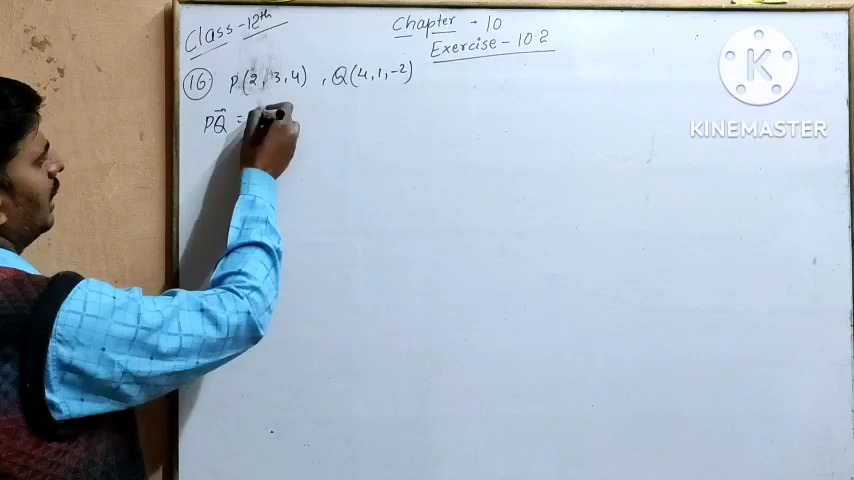 Class-12th
Chapter - 10
Exercise - 10.2
16 P(2, 3, 4) , Q(4, 1, -2)
PQ⃗ =
K
KINEMASTER